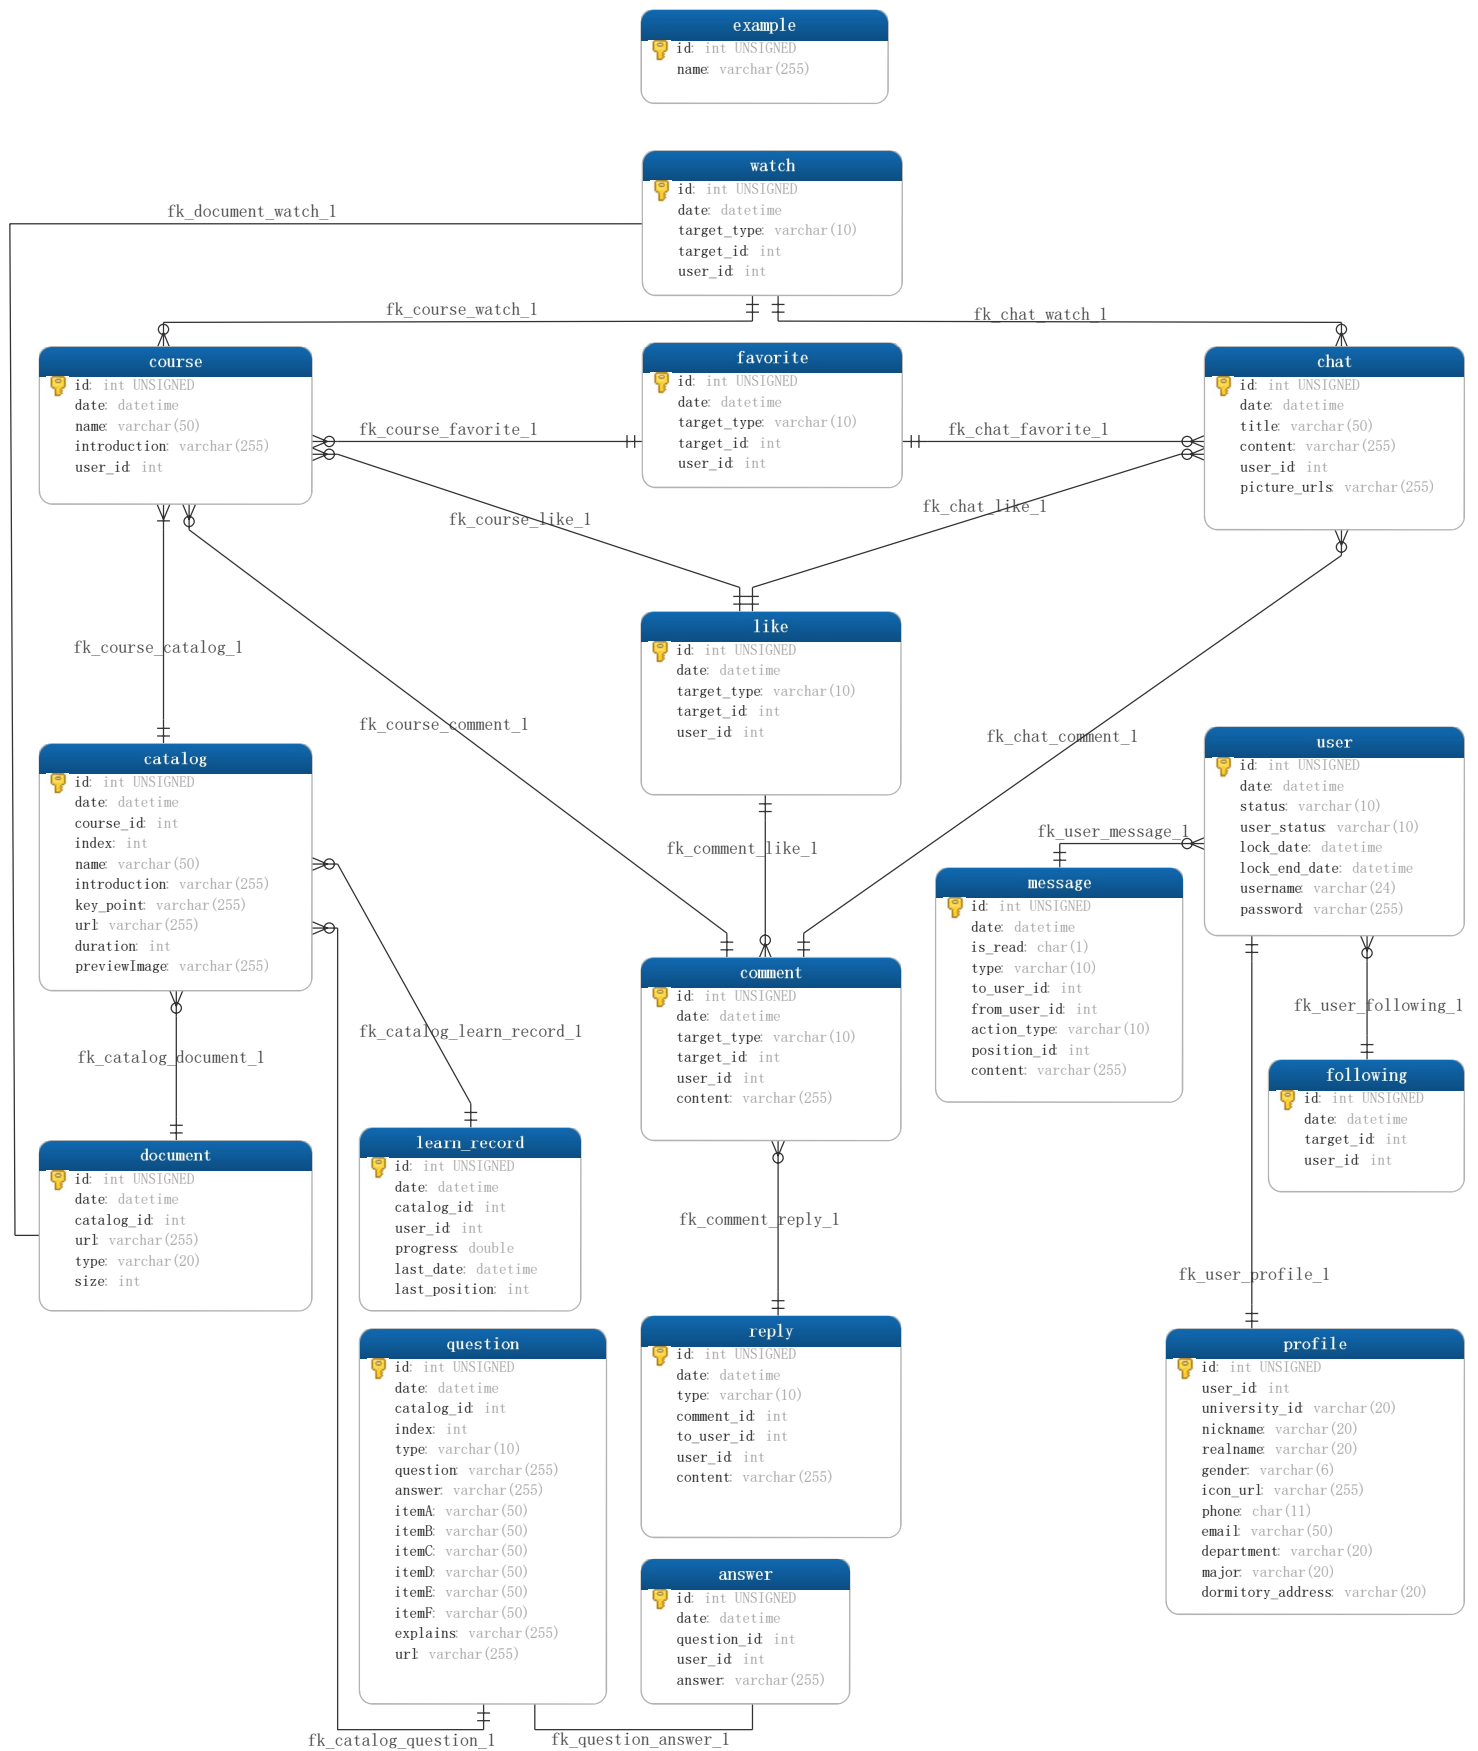 example
id: int UNSIGNED
name: varchar(255)
watch
id: int UNSIGNED
date: datetime
target_type: varchar(10)
target_id: int
user_id: int
fk_document_watch_1
fk_course_watch_1
fk_chat_watch_1
course
id: int UNSIGNED
date: datetime
name: varchar(50)
introduction: varchar(255)
user_id: int
favorite
id: int UNSIGNED
date: datetime
target_type: varchar(10)
target_id: int
user_id: int
chat
id: int UNSIGNED
date: datetime
title: varchar(50)
content: varchar(255)
user_id: int
picture_urls: varchar(255)
fk_course_favorite_1
fk_chat_favorite_1
fk_course_like_1
fk_chat_like_1
like
id: int UNSIGNED
date: datetime
target_type: varchar(10)
target_id: int
user_id: int
fk_course_catalog_1
fk_course_comment_1
fk_chat_comment_1
catalog
id: int UNSIGNED
date: datetime
course_id: int
index: int
name: varchar(50)
introduction: varchar(255)
key_point: varchar(255)
url: varchar(255)
duration: int
previewImage: varchar(255)
user
id: int UNSIGNED
date: datetime
status: varchar(10)
user_status: varchar(10)
lock_date: datetime
lock_end_date: datetime
username: varchar(24)
password: varchar(255)
fk_user_message_1
fk_comment_like_1
message
id: int UNSIGNED
date: datetime
is_read: char(1)
type: varchar(10)
to_user_id: int
from_user_id: int
action_type: varchar(10)
position_id: int
content: varchar(255)
comment
id: int UNSIGNED
date: datetime
target_type: varchar(10)
target_id: int
user_id: int
content: varchar(255)
fk_user_following_1
fk_catalog_learn_record_1
fk_catalog_document_1
following
id: int UNSIGNED
date: datetime
target_id: int
user_id: int
document
id: int UNSIGNED
date: datetime
catalog_id: int
url: varchar(255)
type: varchar(20)
size: int
learn_record
id: int UNSIGNED
date: datetime
catalog_id: int
user_id: int
progress: double
last_date: datetime
last_position: int
fk_comment_reply_1
fk_user_profile_1
question
id: int UNSIGNED
date: datetime
catalog_id: int
index: int
type: varchar(10)
question: varchar(255)
answer: varchar(255)
itemA: varchar(50)
itemB: varchar(50)
itemC: varchar(50)
itemD: varchar(50)
itemE: varchar(50)
itemF: varchar(50)
explains: varchar(255)
url: varchar(255)
reply
id: int UNSIGNED
date: datetime
type: varchar(10)
comment_id: int
to_user_id: int
user_id: int
content: varchar(255)
profile
id: int UNSIGNED
user_id: int
university_id: varchar(20)
nickname: varchar(20)
realname: varchar(20)
gender: varchar(6)
icon_url: varchar(255)
phone: char(11)
email: varchar(50)
department: varchar(20)
major: varchar(20)
dormitory_address: varchar(20)
answer
id: int UNSIGNED
date: datetime
question_id: int
user_id: int
answer: varchar(255)
fk_catalog_question_1
fk_question_answer_1